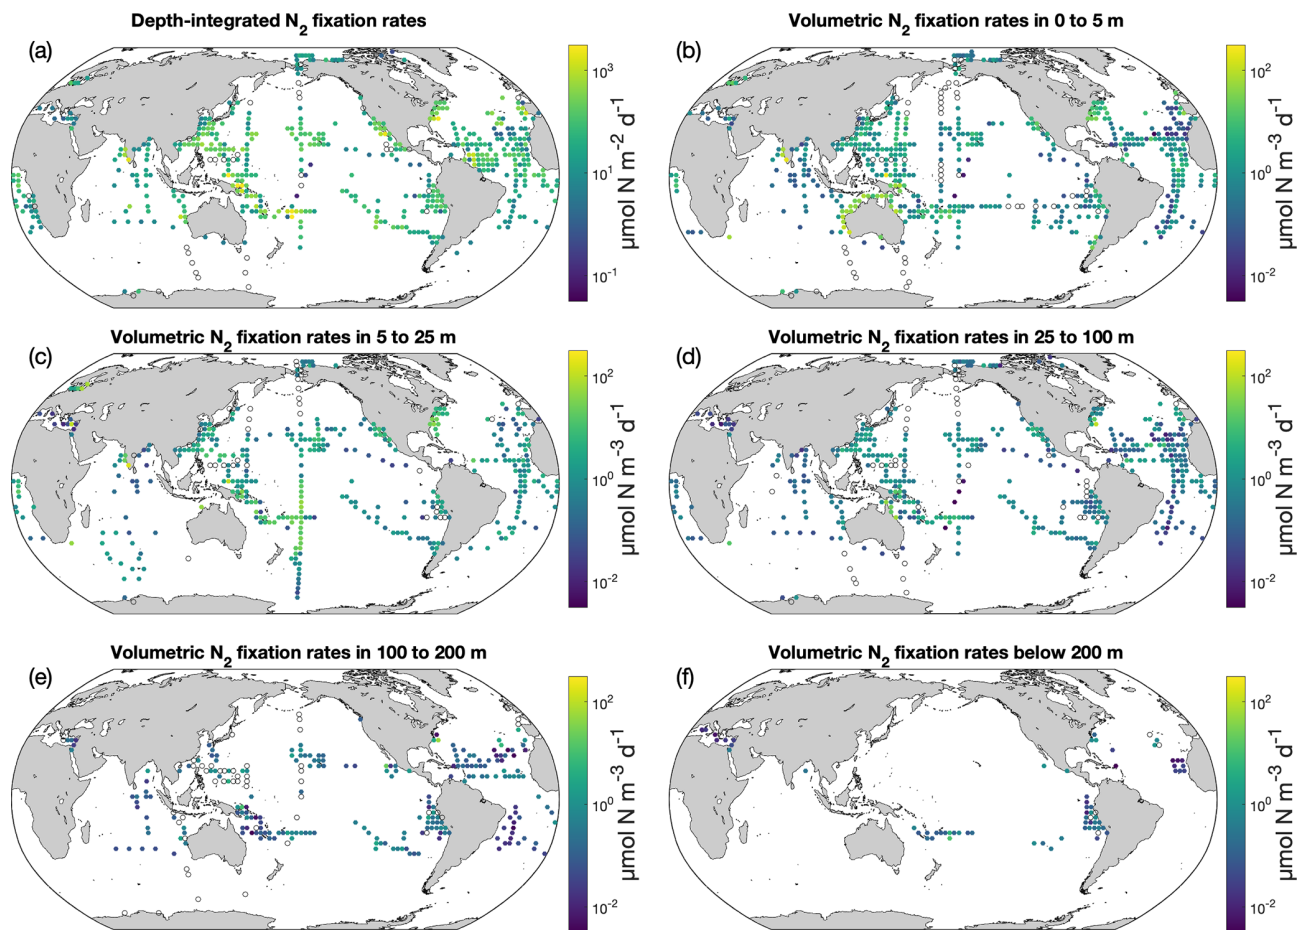 Depth-integrated N2 fixation rates
(a)
10^3
10^1
10^-1
μmol N m^-2 d^-1
Volumetric N2 fixation rates in 0 to 5 m
(b)
10^2
10^0
10^-2
μmol N m^-3 d^-1
Volumetric N2 fixation rates in 5 to 25 m
(c)
10^2
10^0
10^-2
μmol N m^-3 d^-1
Volumetric N2 fixation rates in 25 to 100 m
(d)
10^2
10^0
10^-2
μmol N m^-3 d^-1
Volumetric N2 fixation rates in 100 to 200 m
(e)
10^2
10^0
10^-2
μmol N m^-3 d^-1
Volumetric N2 fixation rates below 200 m
(f)
10^2
10^0
10^-2
μmol N m^-3 d^-1